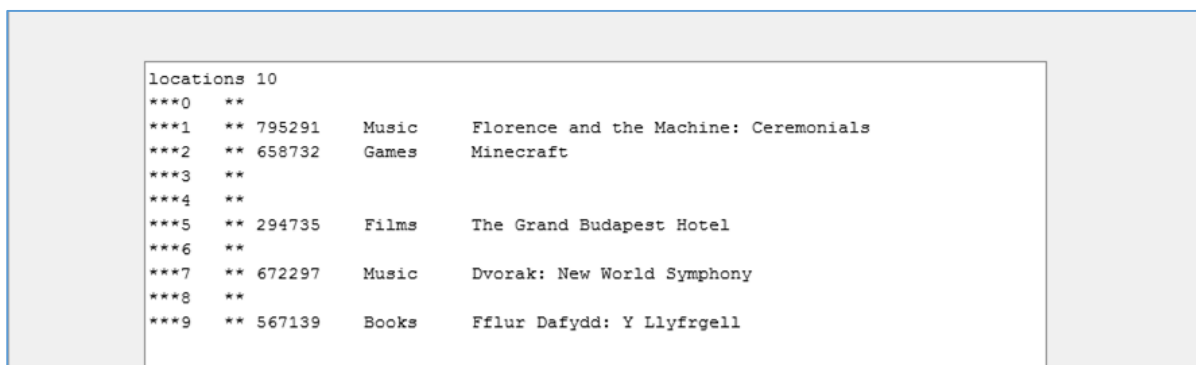 locations 10
***0 **
***1 ** 795291 Music Florence and the Machine: Ceremonials
***2 ** 658732 Games Minecraft
***3 **
***4 **
***5 ** 294735 Films The Grand Budapest Hotel
***6 **
***7 ** 672297 Music Dvorak: New World Symphony
***8 **
***9 ** 567139 Books Fflur Dafydd: Y Llyfrgell